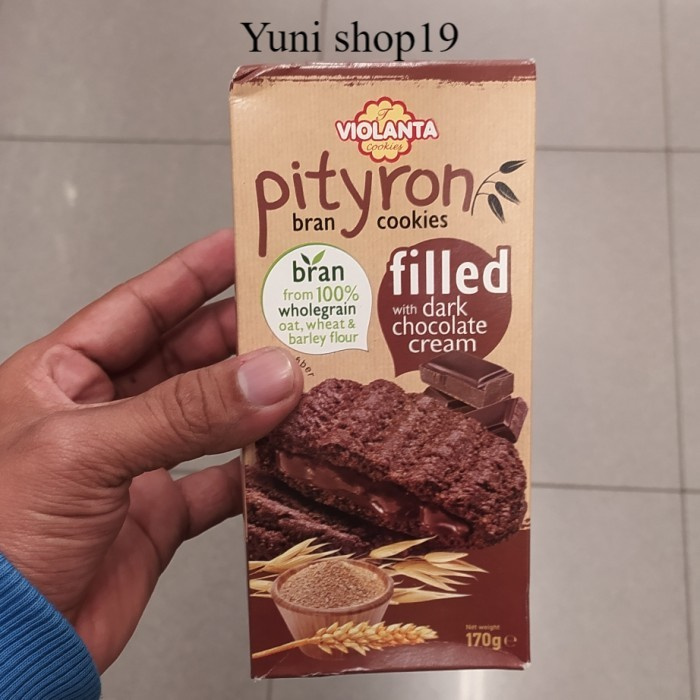 Yuni shop19
VIOLANTA
cookies
pityron
bran cookies
bran
from 100%
wholegrain
oat, wheat &
barley flour
filled
with dark
chocolate
cream
Net weight
170g e